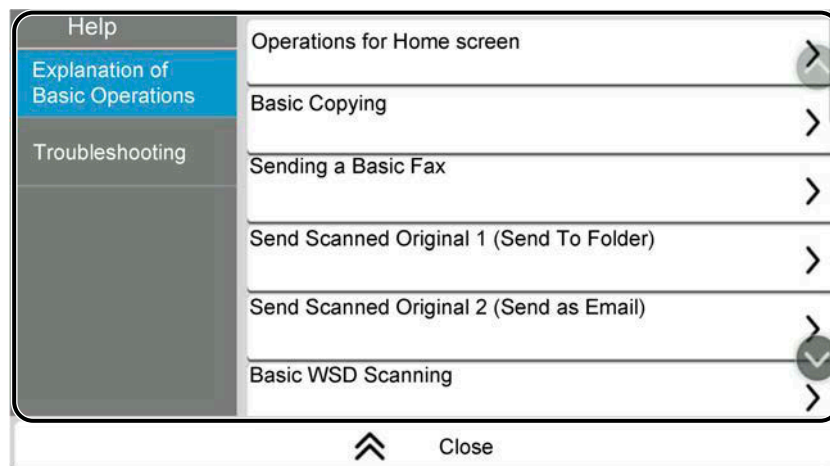 Help
Explanation of
Basic Operations
Troubleshooting
Operations for Home screen
Basic Copying
Sending a Basic Fax
Send Scanned Original 1 (Send To Folder)
Send Scanned Original 2 (Send as Email)
Basic WSD Scanning
Close